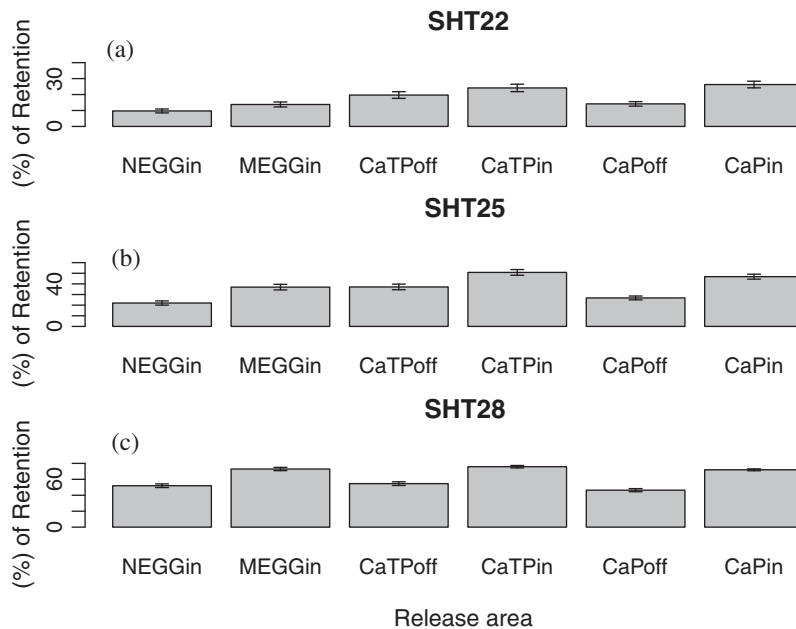 SHT22
(a)
(%) of Retention
30
0
NEGGin MEGGin CaTPoff CaTPin CaPoff CaPin
SHT25
(b)
(%) of Retention
40
0
NEGGin MEGGin CaTPoff CaTPin CaPoff CaPin
SHT28
(c)
(%) of Retention
60
0
NEGGin MEGGin CaTPoff CaTPin CaPoff CaPin
Release area